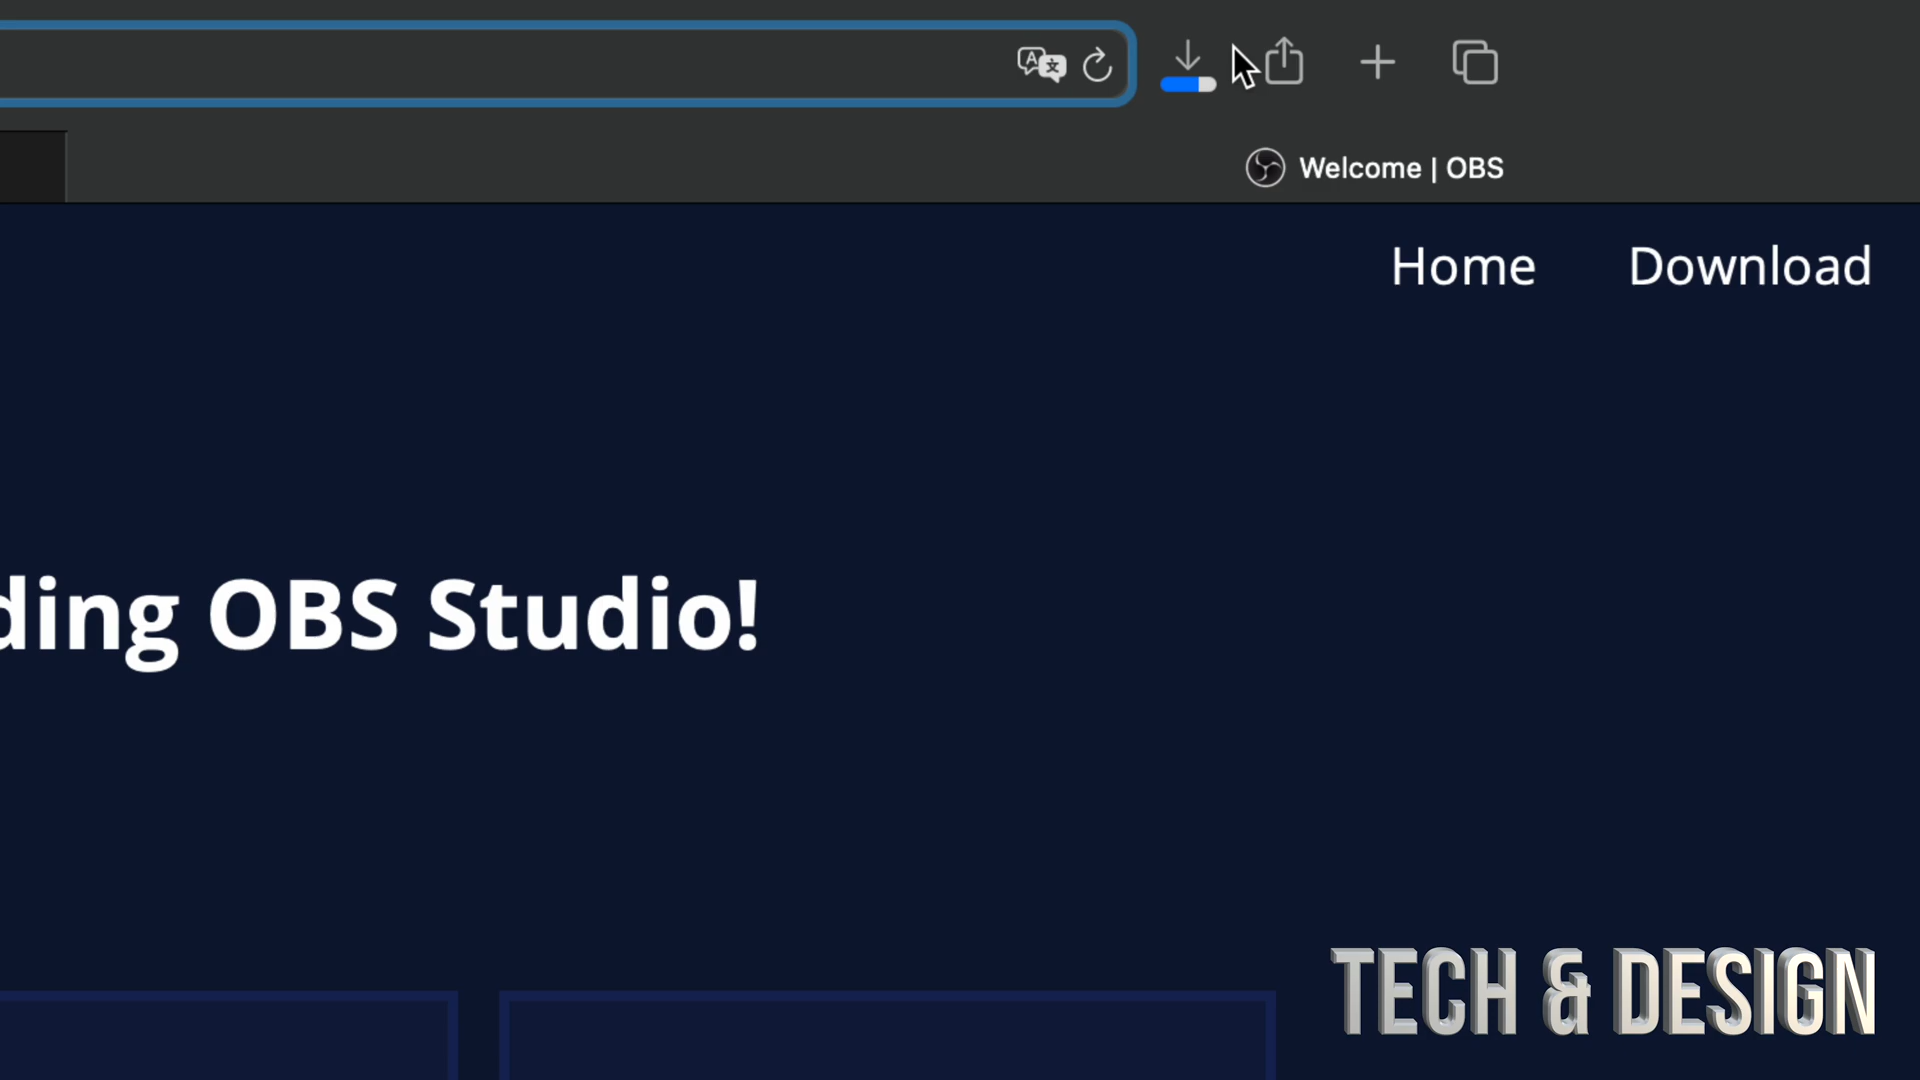 Welcome | OBS
Home Download
ding OBS Studio!
TECH & DESIGN